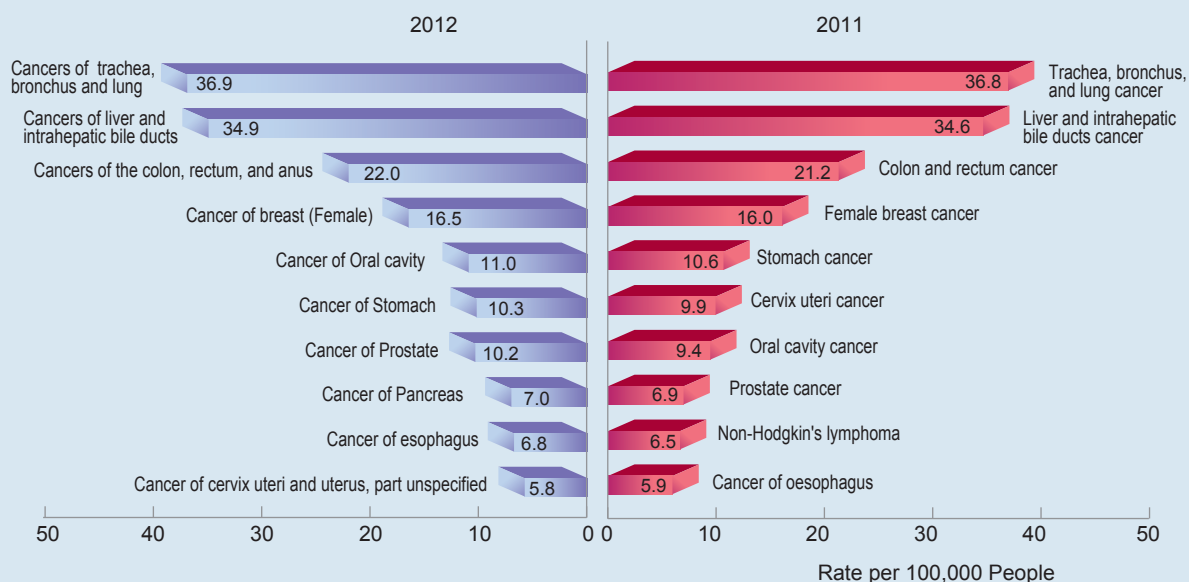 2012
Cancers of trachea,
bronchus and lung
36.9
Cancers of liver and
intrahepatic bile ducts
34.9
Cancers of the colon, rectum, and anus
22.0
Cancer of breast (Female)
16.5
Cancer of Oral cavity
11.0
Cancer of Stomach
10.3
Cancer of Prostate
10.2
Cancer of Pancreas
7.0
Cancer of esophagus
6.8
Cancer of cervix uteri and uterus, part unspecified
5.8
50 40 30 20 10 0
2011
36.8
Trachea, bronchus,
and lung cancer
34.6
Liver and intrahepatic
bile ducts cancer
21.2
Colon and rectum cancer
16.0
Female breast cancer
10.6
Stomach cancer
9.9
Cervix uteri cancer
9.4
Oral cavity cancer
6.9
Prostate cancer
6.5
Non-Hodgkin's lymphoma
5.9
Cancer of oesophagus
0 10 20 30 40 50
Rate per 100,000 People